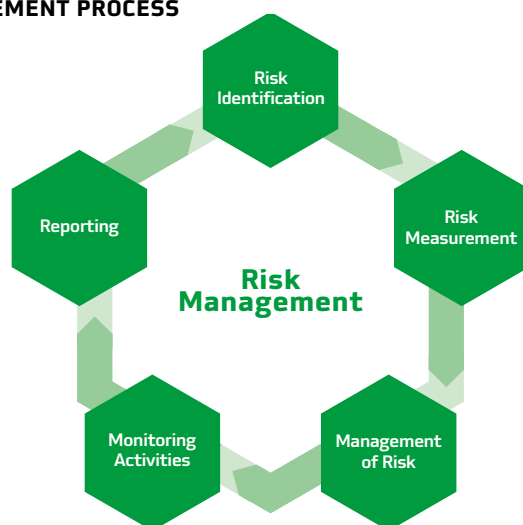 EMENT PROCESS
Risk
Identification
Risk
Measurement
Management
of Risk
Monitoring
Activities
Reporting
Risk
Management